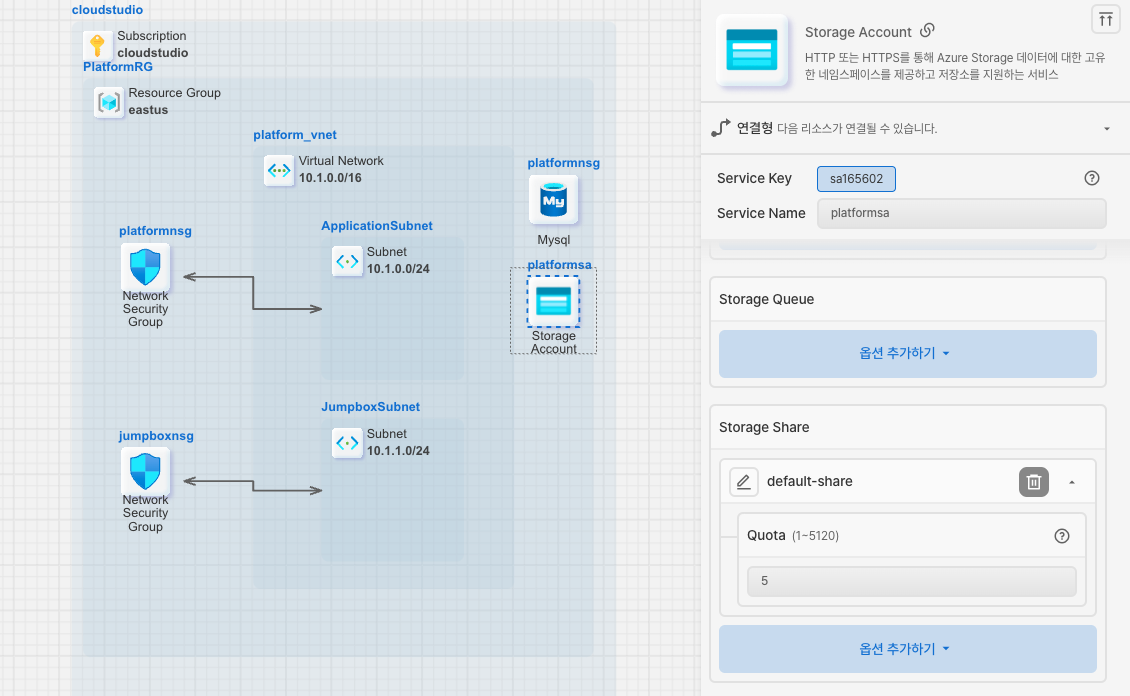 cloudstudio
Subscription
cloudstudio
PlatformRG
Resource Group
eastus
platform_vnet
Virtual Network
10.1.0.0/16
platformnsg
My
Mysql
ApplicationSubnet
Subnet
10.1.0.0/24
platformnsg
Network
Security
Group
platformsa
Storage
Account
JumpboxSubnet
Subnet
10.1.1.0/24
jumpboxnsg
Network
Security
Group
Storage Account
HTTP 또는 HTTPS를 통해 Azure Storage 데이터에 대한 고유
한 네임스페이스를 제공하고 저장소를 지원하는 서비스
연결형 다음 리소스가 연결될 수 있습니다.
Service Key sa165602
Service Name platformsa
Storage Queue
옵션 추가하기
Storage Share
default-share
Quota (1~5120)
5
옵션 추가하기